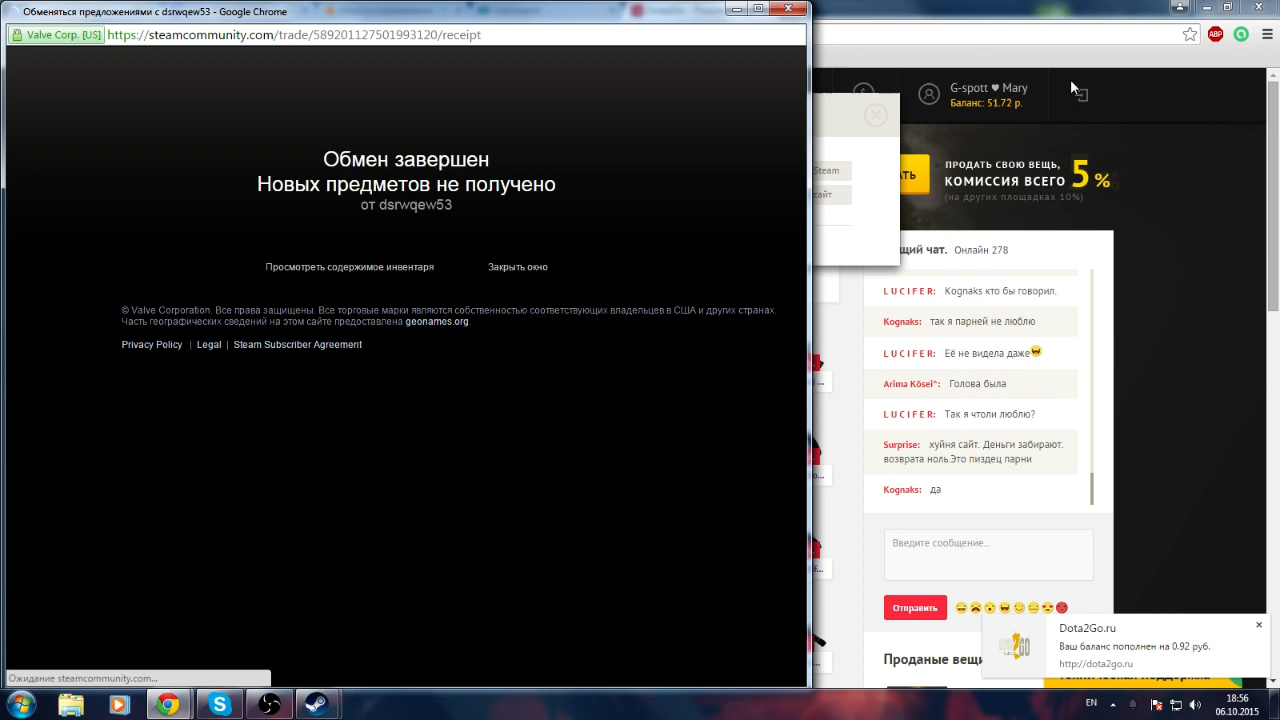 Обменяться предложениями с dsrwqew53 - Google Chrome
Valve Corp. [US]
https://steamcommunity.com/trade/589201127501993120/receipt
Обмен завершен
Новых предметов не получено
от dsrwqew53
Просмотреть содержимое инвентаря
Закрыть окно
© Valve Corporation. Все права защищены. Все торговые марки являются собственностью соответствующих владельцев в США и других странах.
Часть географических сведений на этом сайте предоставлена geonames.org.
Privacy Policy | Legal | Steam Subscriber Agreement
Ожидание steamcommunity.com...
ABP
G-spott ♥ Mary
Баланс: 51.72 р.
Steam
сайт
АТЬ
ПРОДАТЬ СВОЮ ВЕЩЬ,
КОМИССИЯ ВСЕГО 5 %
(на других площадках 10%)
щий чат. Онлайн 278
L U C I F E R: Kognaks кто бы говорил.
Kognaks: так я парней не люблю
L U C I F E R: Её не видела даже
Arima Kōsei^: Голова была
L U C I F E R: Так я чтоли люблю?
Surprise: хуйня сайт. Деньги забирают.
возврата ноль.Это пиздец парни
Kognaks: да
Введите сообщение...
Отправить
Проданые вещи
Dota2Go.ru
Ваш баланс пополнен на 0.92 руб.
http://dota2go.ru
EN
18:56
06.10.2015